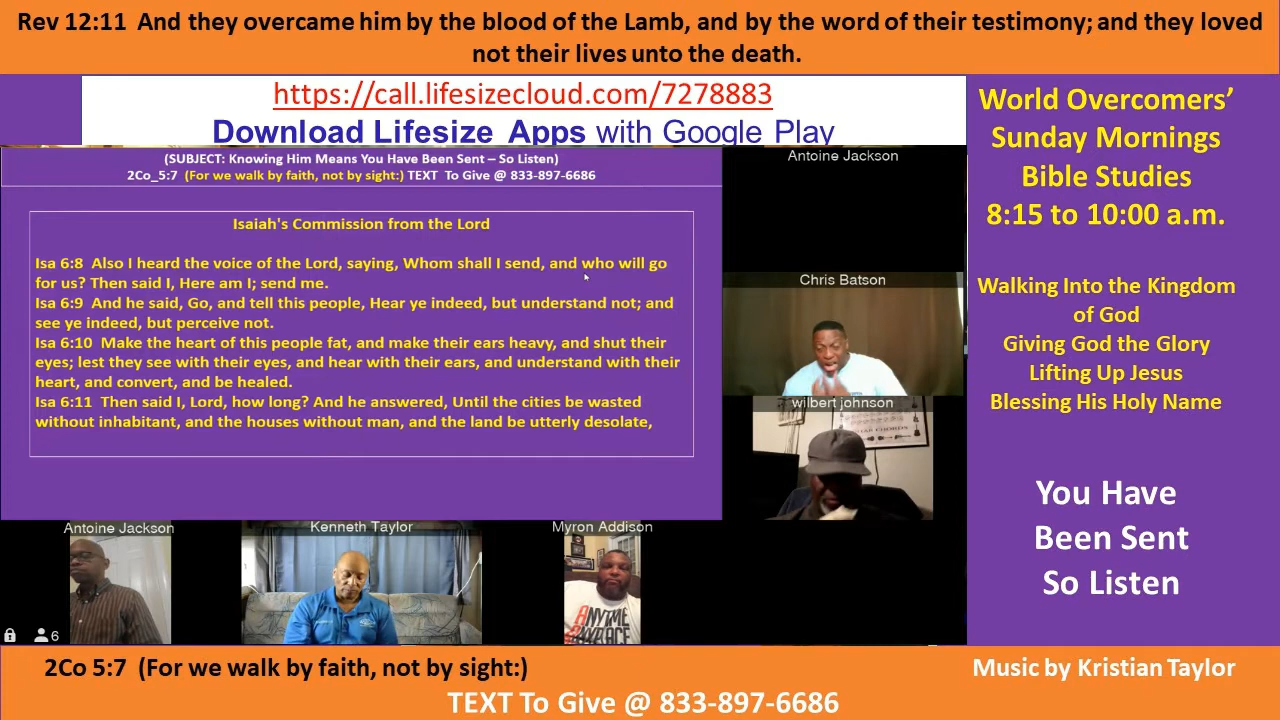 Rev 12:11  And they overcame him by the blood of the Lamb, and by the word of their testimony; and they loved
not their lives unto the death.
https://call.lifesizecloud.com/7278883
Download Lifesize Apps with Google Play
(SUBJECT: Knowing Him Means You Have Been Sent – So Listen)
2Co_5:7  (For we walk by faith, not by sight:) TEXT  To Give @ 833-897-6686
Isaiah's Commission from the Lord
Isa 6:8  Also I heard the voice of the Lord, saying, Whom shall I send, and who will go
for us? Then said I, Here am I; send me.
Isa 6:9  And he said, Go, and tell this people, Hear ye indeed, but understand not; and
see ye indeed, but perceive not.
Isa 6:10  Make the heart of this people fat, and make their ears heavy, and shut their
eyes; lest they see with their eyes, and hear with their ears, and understand with their
heart, and convert, and be healed.
Isa 6:11  Then said I, Lord, how long? And he answered, Until the cities be wasted
without inhabitant, and the houses without man, and the land be utterly desolate,
Antoine Jackson
Chris Batson
wilbert johnson
Antoine Jackson
Kenneth Taylor
Myron Addison
ANYTIME
6
World Overcomers’
Sunday Mornings
Bible Studies
8:15 to 10:00 a.m.
Walking Into the Kingdom
of God
Giving God the Glory
Lifting Up Jesus
Blessing His Holy Name
You Have
Been Sent
So Listen
2Co 5:7  (For we walk by faith, not by sight:)
Music by Kristian Taylor
TEXT To Give @ 833-897-6686